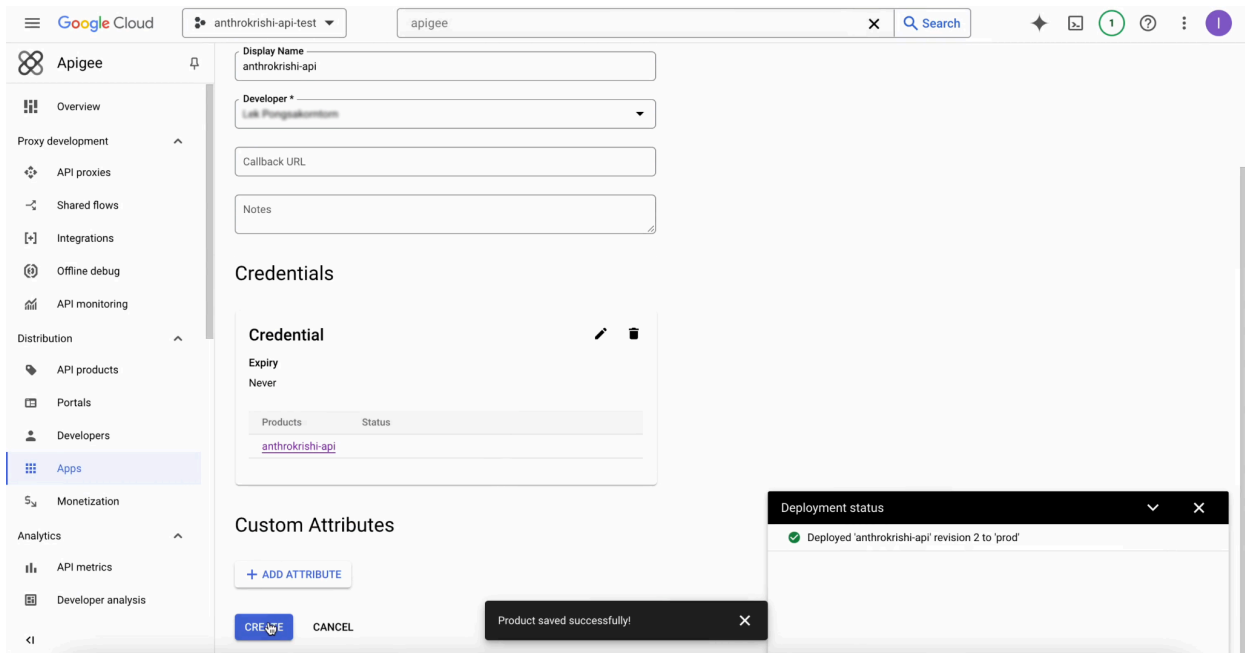 Google Cloud
anthrokrishi-api-test
apigee
Search
1
I
Apigee
Overview
Proxy development
API proxies
Shared flows
Integrations
Offline debug
API monitoring
Distribution
API products
Portals
Developers
Apps
Monetization
Analytics
API metrics
Developer analysis
Display Name
anthrokrishi-api
Developer *
Callback URL
Notes
Credentials
Credential
Expiry
Never
Products Status
anthrokrishi-api
Custom Attributes
+ ADD ATTRIBUTE
CREATE CANCEL
Product saved successfully!
Deployment status
Deployed 'anthrokrishi-api' revision 2 to 'prod'